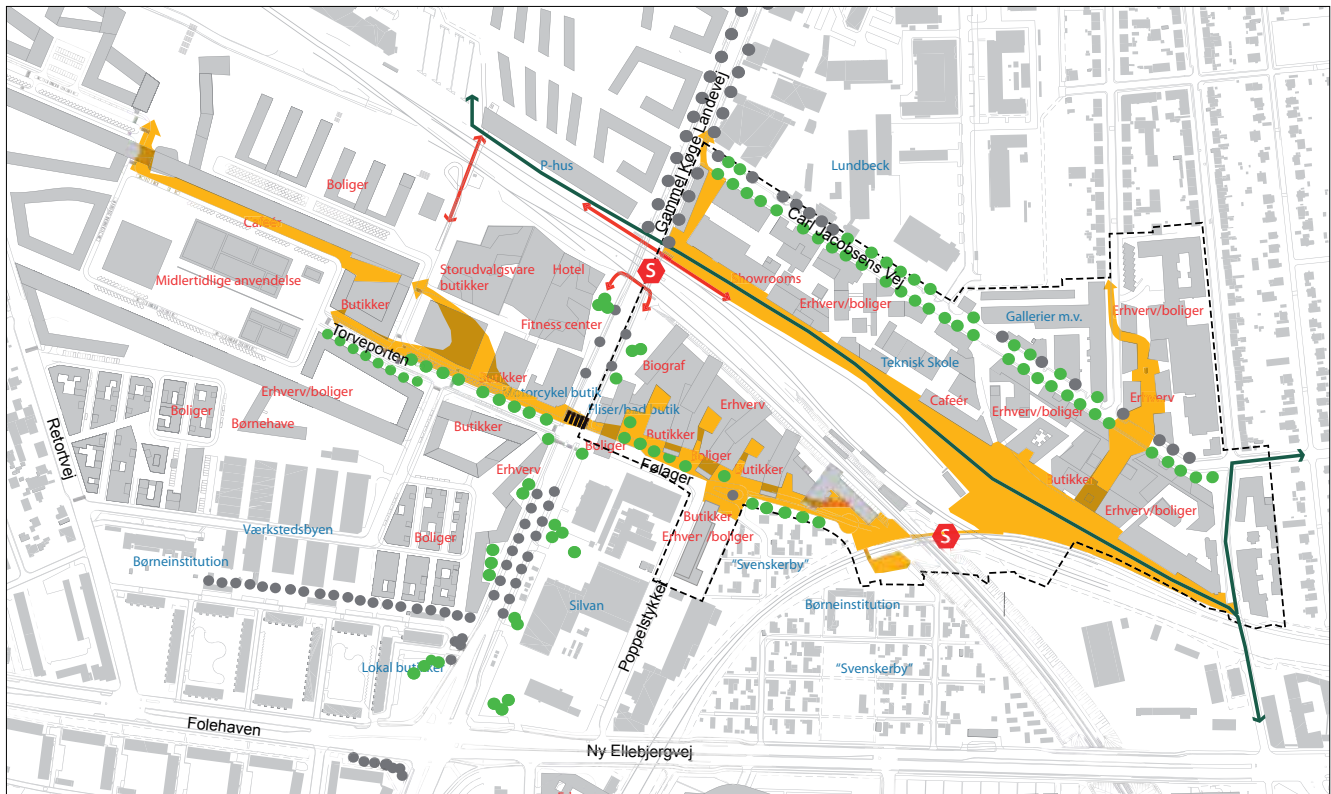 Gammel Køge Landevej
P-hus
Lundbeck
Boliger
Carl Jacobsens Vej
Caféer
Storudvalgsvare
butikker
Hotel
S
Showrooms
Midlertidlige anvendelse
Erhverv/boliger
Butikker
Gallerier m.v.
Erhverv/boliger
Fitness center
Torveporten
Biograf
Teknisk Skole
Butikker
Erhverv/boliger
Motorcykel butik
Boliger
Fliser/bad butik
Erhverv
Cafeér
Erhverv
Børnehave
Butikker
Butikker
Erhverv/boliger
Retortvej
Boliger
Følager
Boliger
Erhverv
Butikker
Butikker
Butikker
Erhverv/boliger
Værkstedsbyen
Boliger
Erhverv/boliger
S
Børneinstitution
"Svenskerby"
Silvan
Poppelstykket
Børneinstitution
Lokal butikker
"Svenskerby"
Folehaven
Ny Ellebjergvej